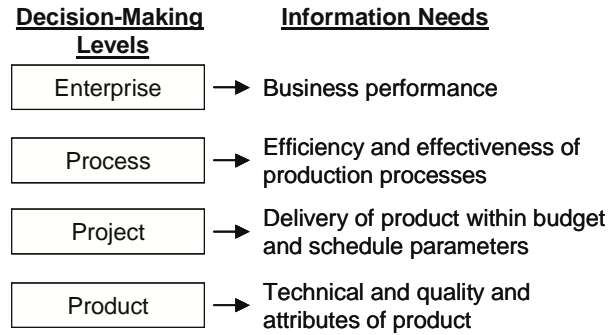 Decision-Making
Levels
Information Needs
Enterprise
Business performance
Process
Efficiency and effectiveness of
production processes
Project
Delivery of product within budget
and schedule parameters
Product
Technical and quality and
attributes of product